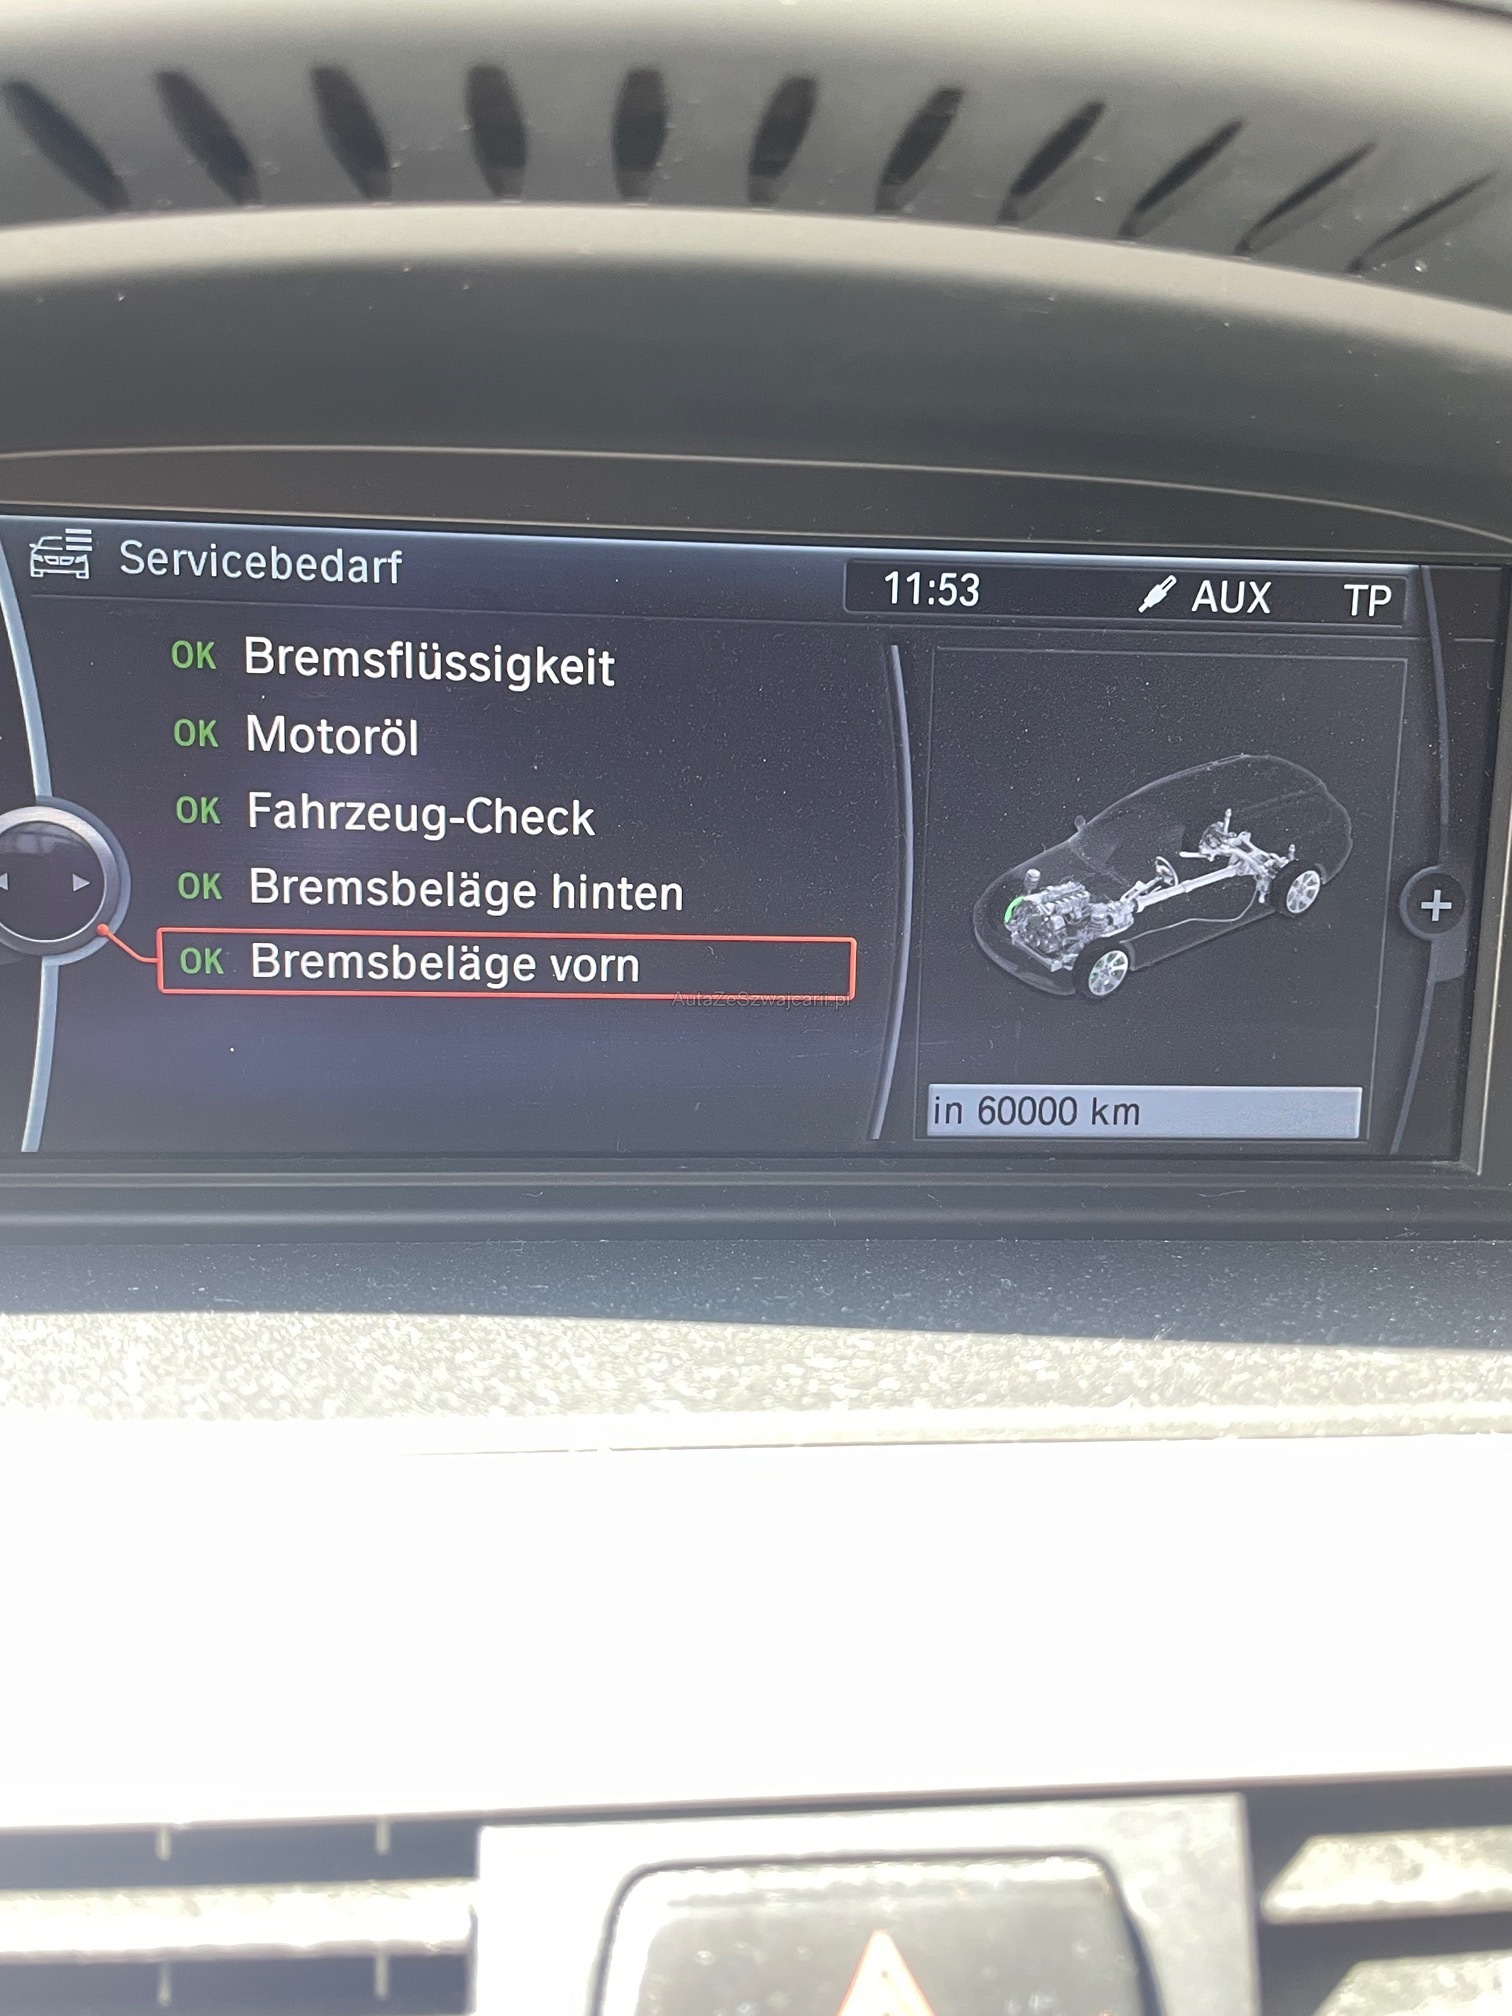 Servicebedarf
11:53 AUX TP
OK Bremsflüssigkeit
OK Motoröl
OK Fahrzeug-Check
OK Bremsbeläge hinten
OK Bremsbeläge vorn
AutaZeSzwajcarii.pl
in 60000 km